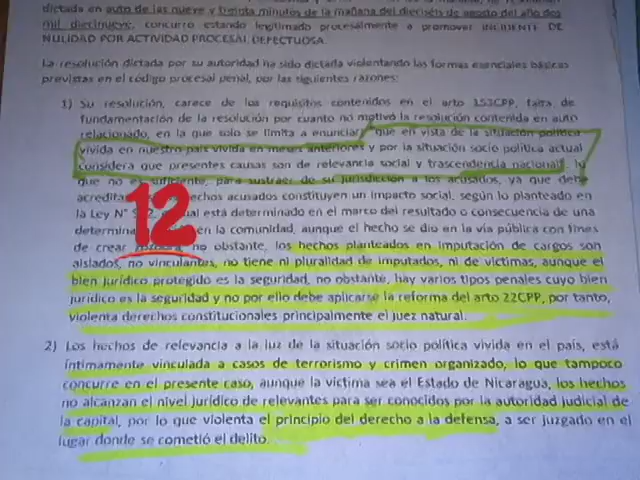 dictada en auto de las nueve y treinta minutos de la mañana del dieciséis de agosto del año dos
mil diecinueve, concurro estando legitimado procesalmente a promover INCIDENTE DE
NULIDAD POR ACTIVIDAD PROCESAL DEFECTUOSA.
La resolución dictada por su autoridad ha sido dictada violentando las formas esenciales básicas
previstas en el código procesal penal, por las siguientes razones:
1) Su resolución, carece de los requisitos contenidos en el arto 153CPP, falta de
fundamentación de la resolución por cuanto no motivó la resolución contenida en auto
relacionado, en la que solo se limita a enunciar, que en vista de la situación política
vivida en nuestro país vivida en meses anteriores y por la situación socio política actual
considera que presentes causas son de relevancia social y trascendencia nacional, lo
que no es suficiente, para sustraer de su jurisdicción a los acusados, ya que debe
acredita hechos acusados constituyen un impacto social, según lo planteado en
la Ley N° está determinado en el marco del resultado o consecuencia de una
determina en la comunidad, aunque el hecho se dio en la vía pública con fines
de crear no obstante, los hechos planteados en imputación de cargos son
12
aislados, no vinculantes, no tiene ni pluralidad de imputados, ni de víctimas, aunque el
bien jurídico protegido es la seguridad, no obstante, hay varios tipos penales cuyo bien
jurídico es la seguridad y no por ello debe aplicarse la reforma del arto 22CPP, por tanto,
violenta derechos constitucionales principalmente el juez natural.
2) Los hechos de relevancia a la luz de la situación socio política vivida en el país, está
íntimamente vinculada a casos de terrorismo y crimen organizado, lo que tampoco
concurre en el presente caso, aunque la víctima sea el Estado de Nicaragua, los hechos
no alcanzan el nivel jurídico de relevantes para ser conocidos por la autoridad judicial de
la capital, por lo que violenta el principio del derecho a la defensa, a ser juzgado en el
lugar donde se cometió el delito.